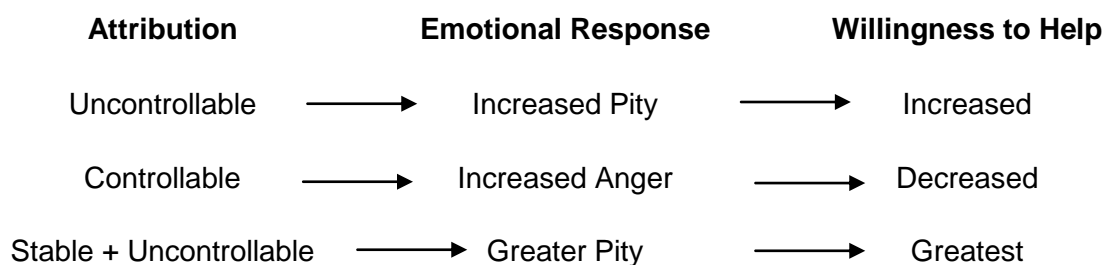 Attribution Emotional Response Willingness to Help
Uncontrollable Increased Pity Increased
Controllable Increased Anger Decreased
Stable + Uncontrollable Greater Pity Greatest